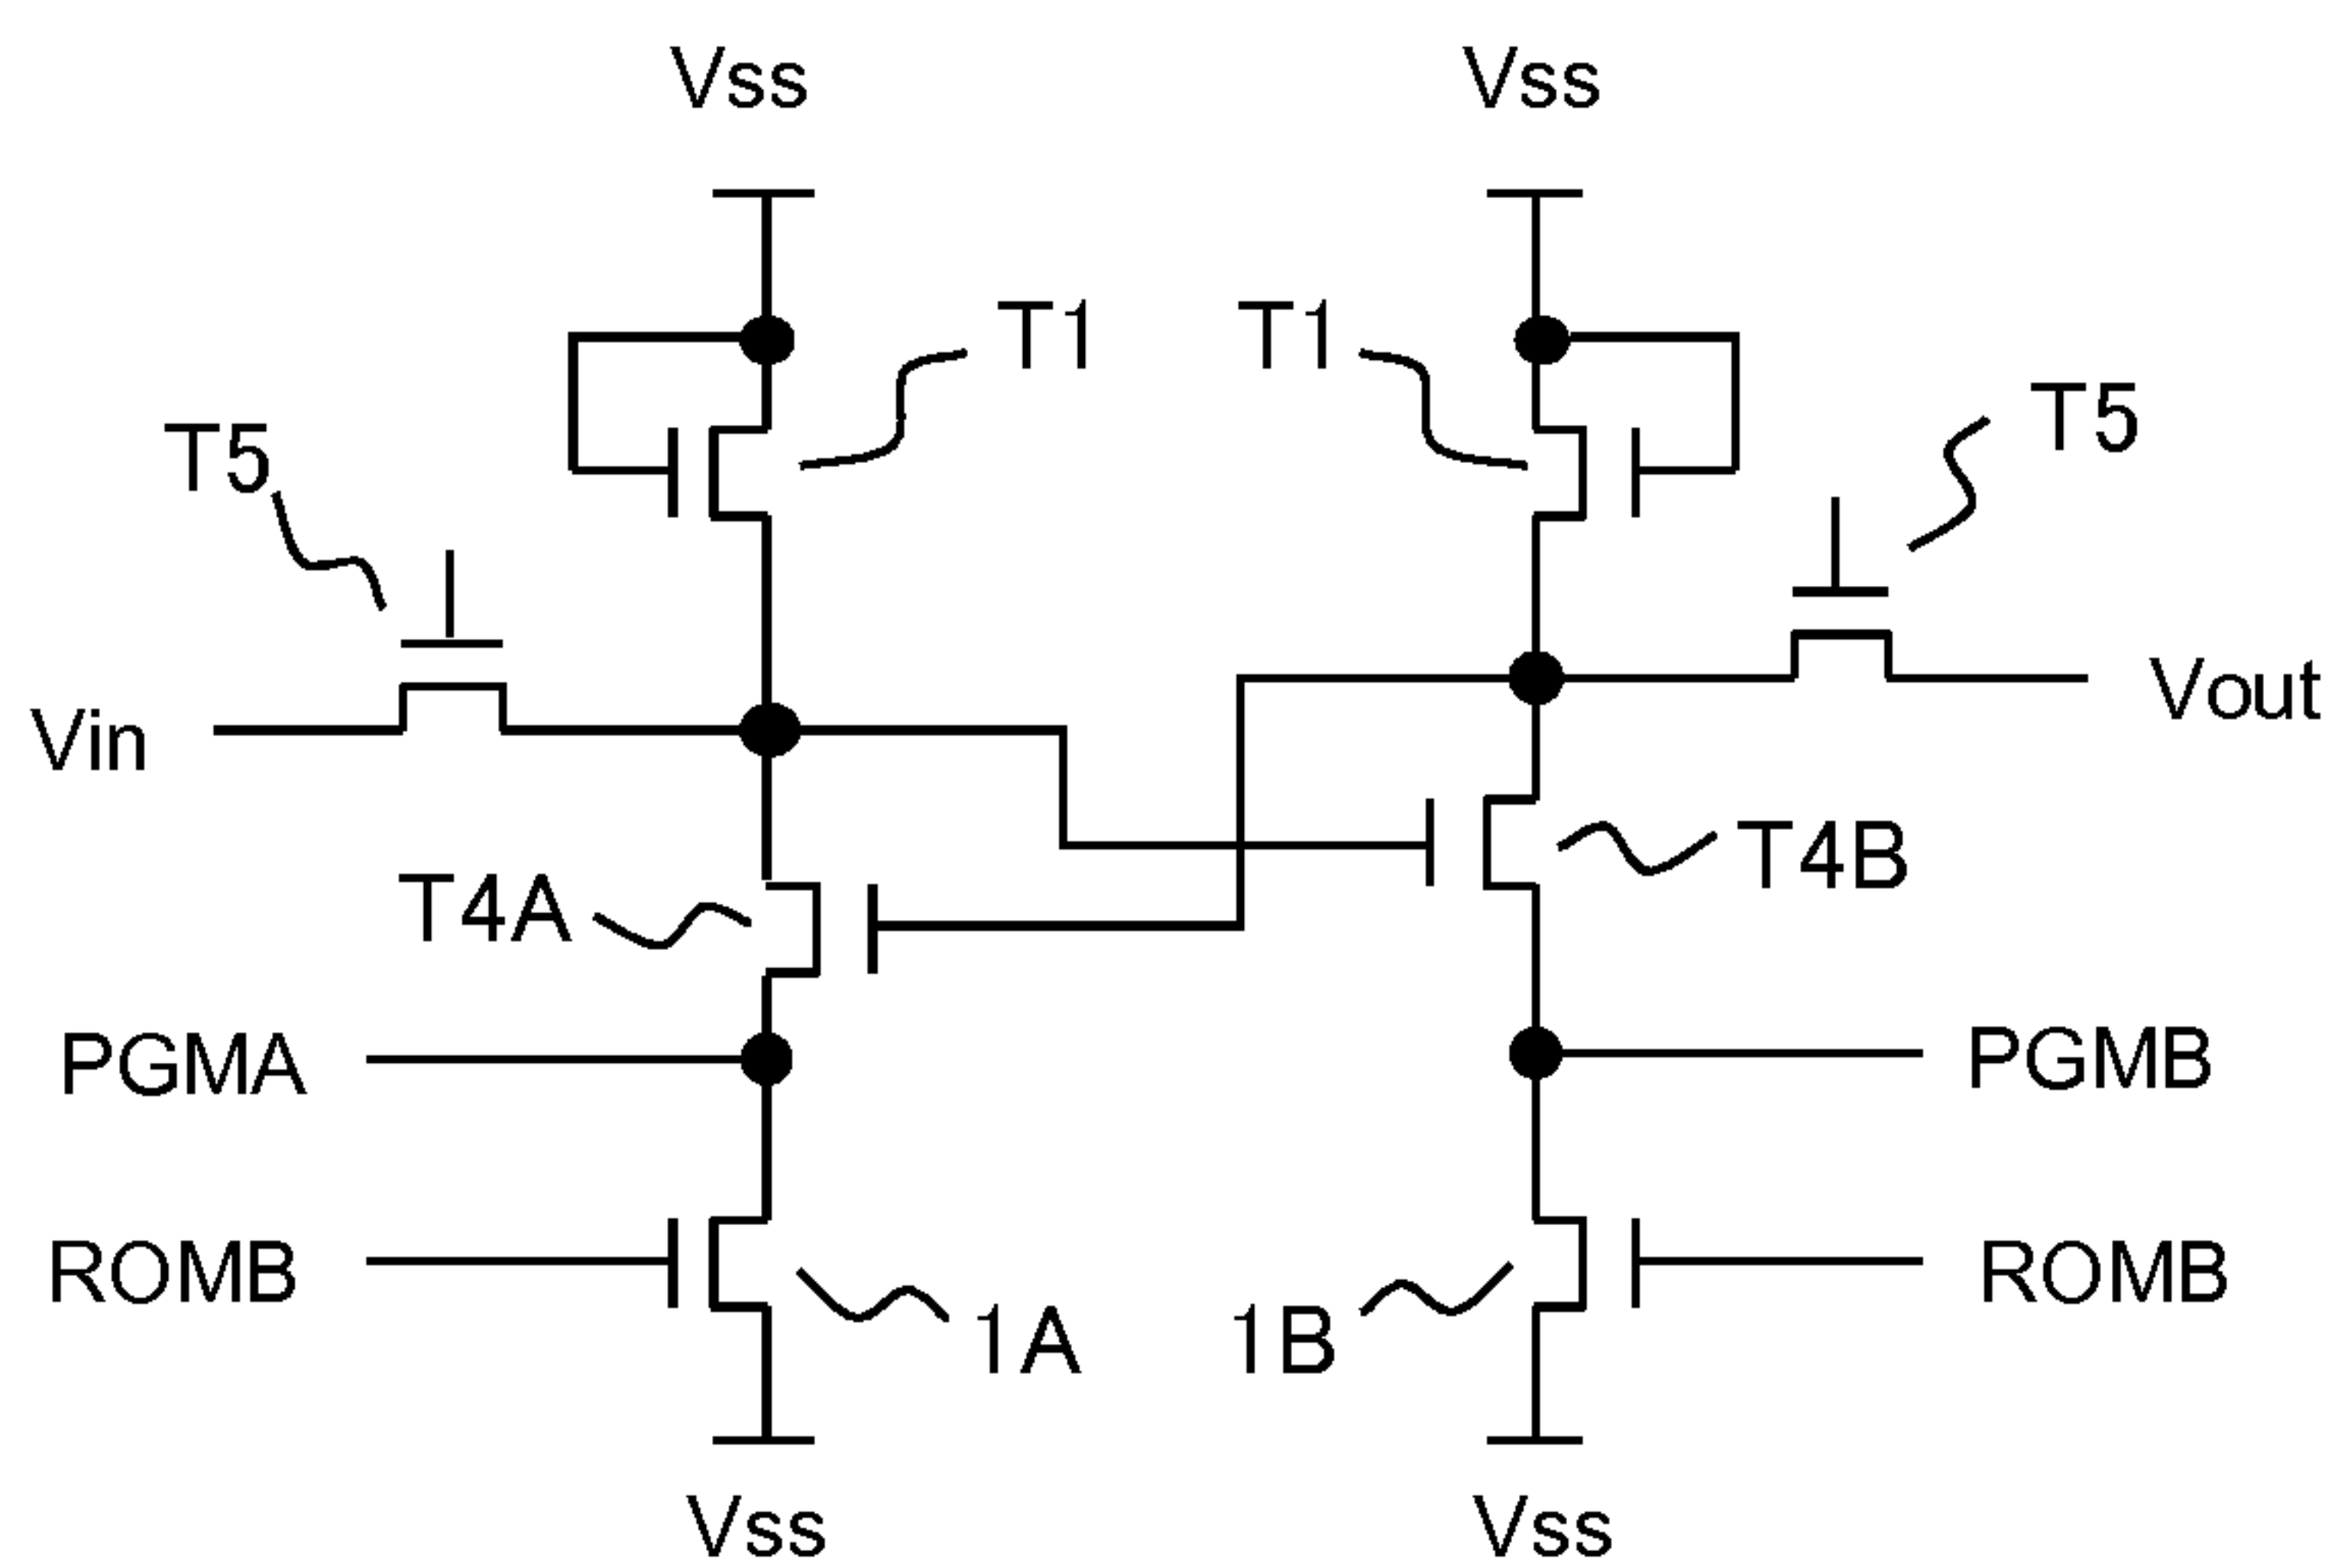 Vss Vss
T1 T1
T5 T5
Vin Vout
T4A T4B
PGMA PGMB
ROMB ROMB
1A 1B
Vss Vss